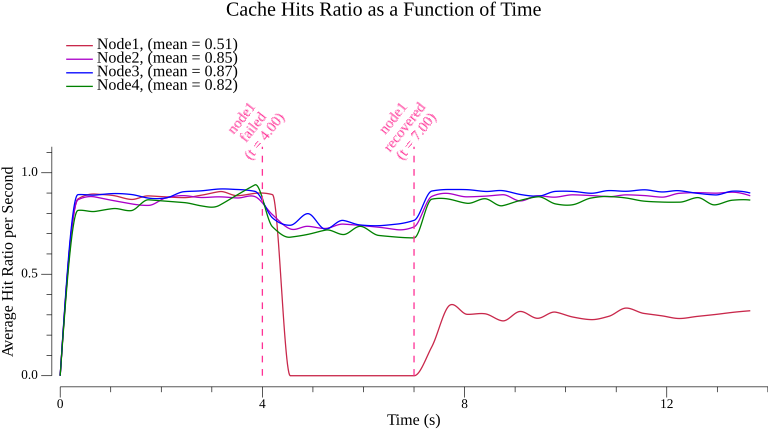 Cache Hits Ratio as a Function of Time
Node1, (mean = 0.51)
Node2, (mean = 0.85)
Node3, (mean = 0.87)
Node4, (mean = 0.82)
node1
failed
(t = 4.00)
node1
recovered
(t = 7.00)
Average Hit Ratio per Second
1.0
0.5
0.0
0
4
8
12
Time (s)